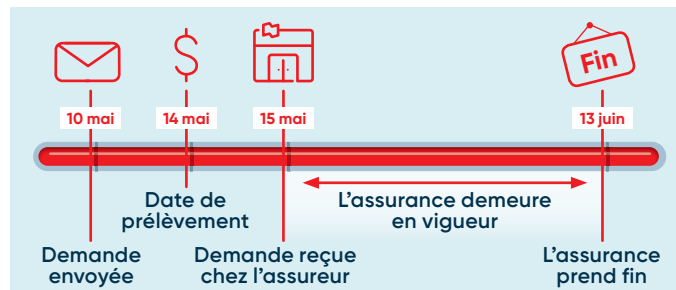 $
Fin
10 mai
14 mai
15 mai
13 juin
Date de
prélèvement
L'assurance demeure
en vigueur
Demande
envoyée
Demande reçue
chez l'assureur
L'assurance
prend fin